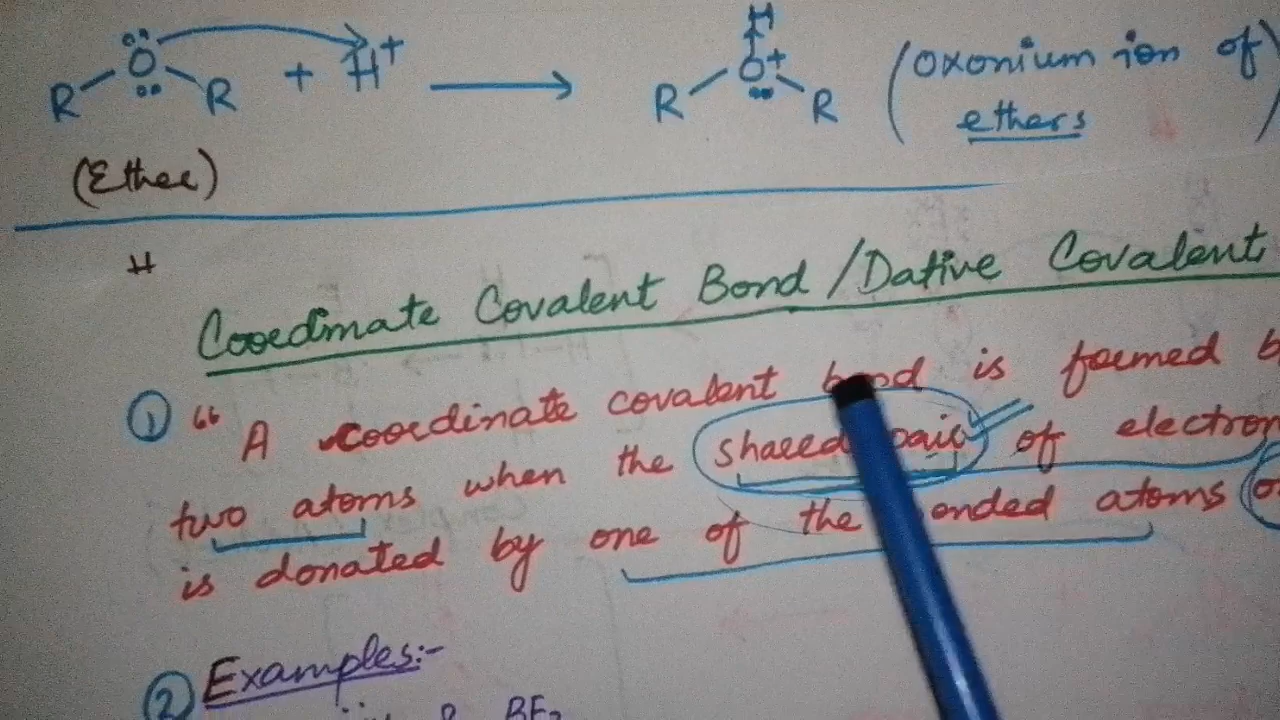 R O R + H+ → R O+ R H (Oxonium ion of ethers)
(Ether)
H
Coordinate Covalent Bond / Dative Covalent
① " A coordinate covalent bond is formed b
two atoms when the shared pair of electron
is donated by one of the bonded atoms
② Examples:-
& BF3